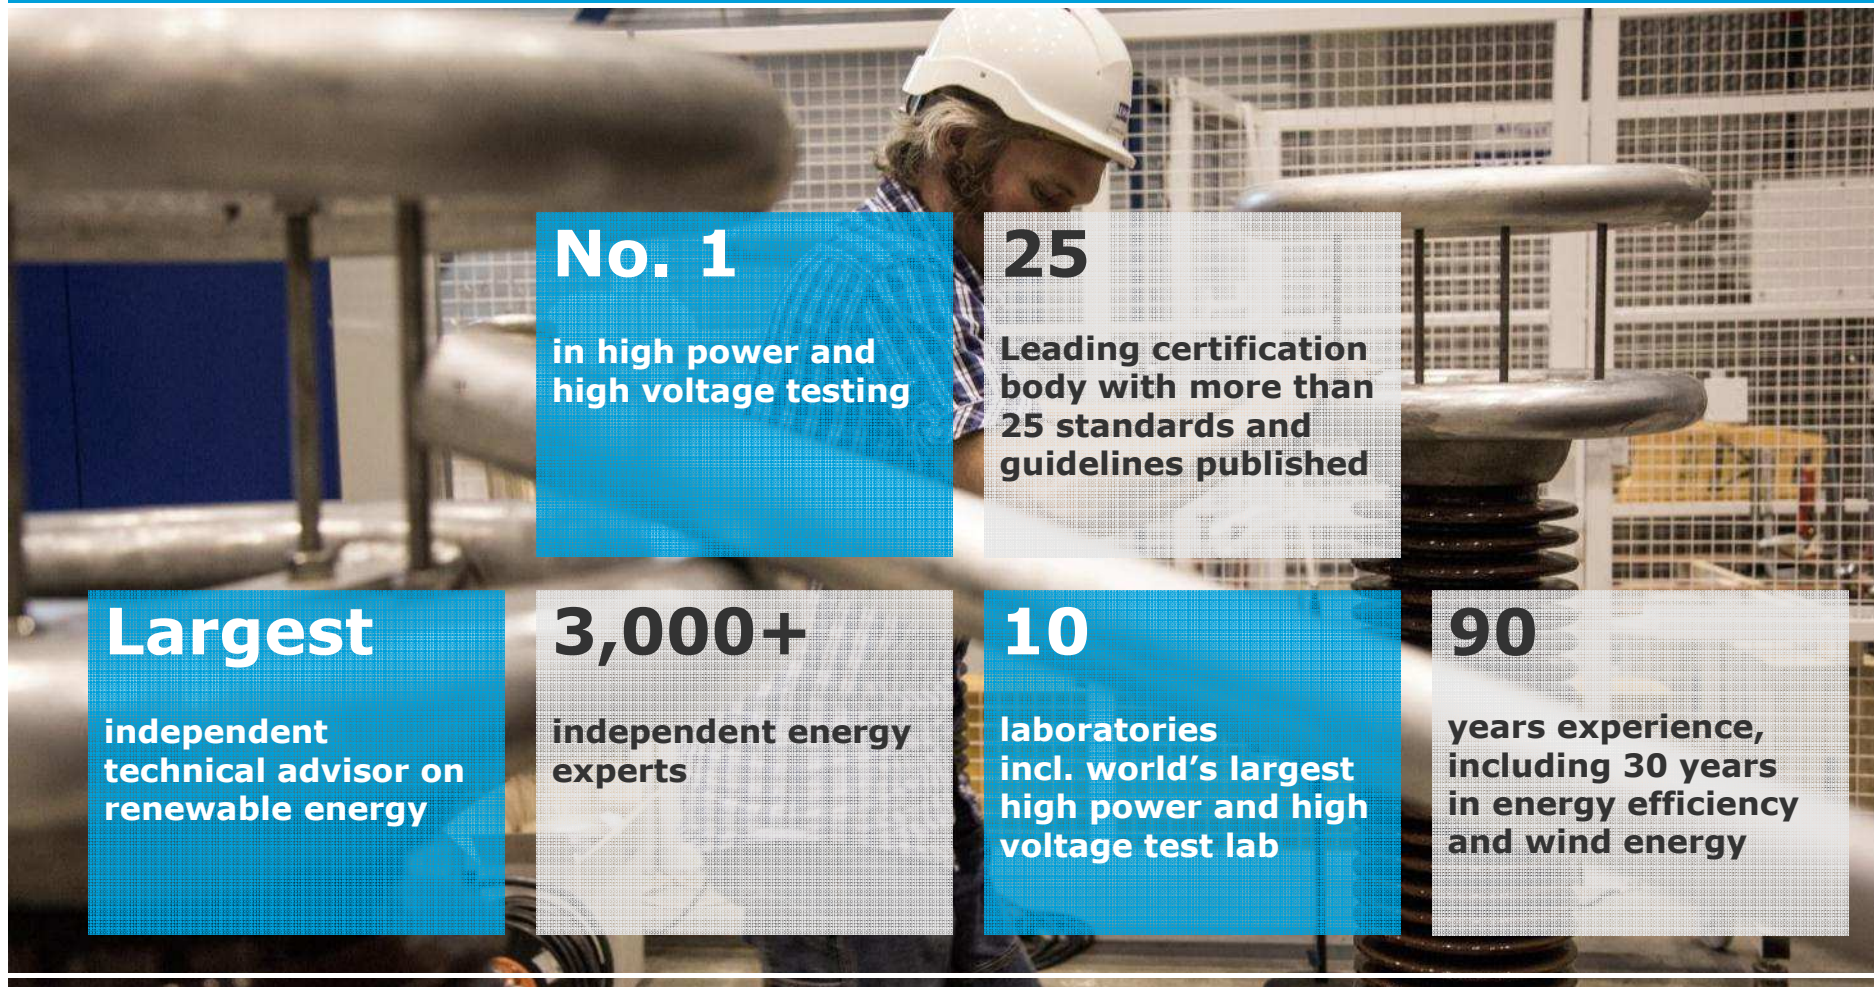 No. 1
in high power and
high voltage testing
25
Leading certification
body with more than
25 standards and
guidelines published
Largest
independent
technical advisor on
renewable energy
3,000+
independent energy
experts
10
laboratories
incl. world’s largest
high power and high
voltage test lab
90
years experience,
including 30 years
in energy efficiency
and wind energy